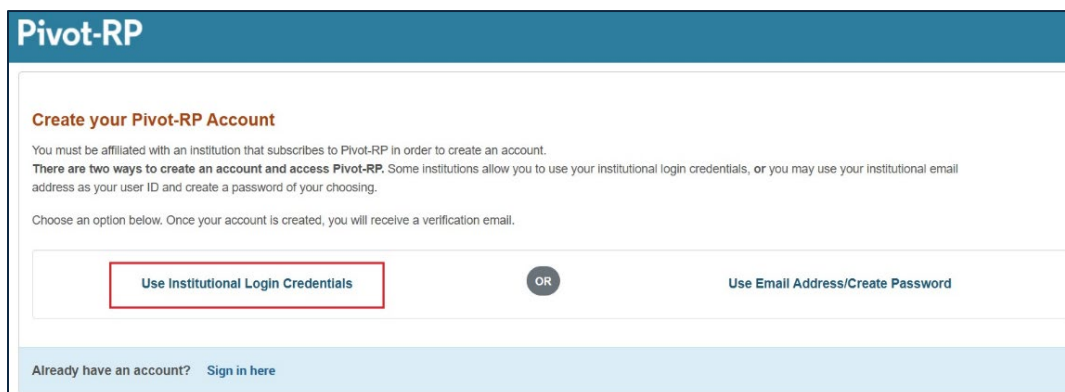 Pivot-RP
Create your Pivot-RP Account
You must be affiliated with an institution that subscribes to Pivot-RP in order to create an account.
There are two ways to create an account and access Pivot-RP. Some institutions allow you to use your institutional login credentials, or you may use your institutional email
address as your user ID and create a password of your choosing.
Choose an option below. Once your account is created, you will receive a verification email.
Use Institutional Login Credentials OR Use Email Address/Create Password
Already have an account? Sign in here